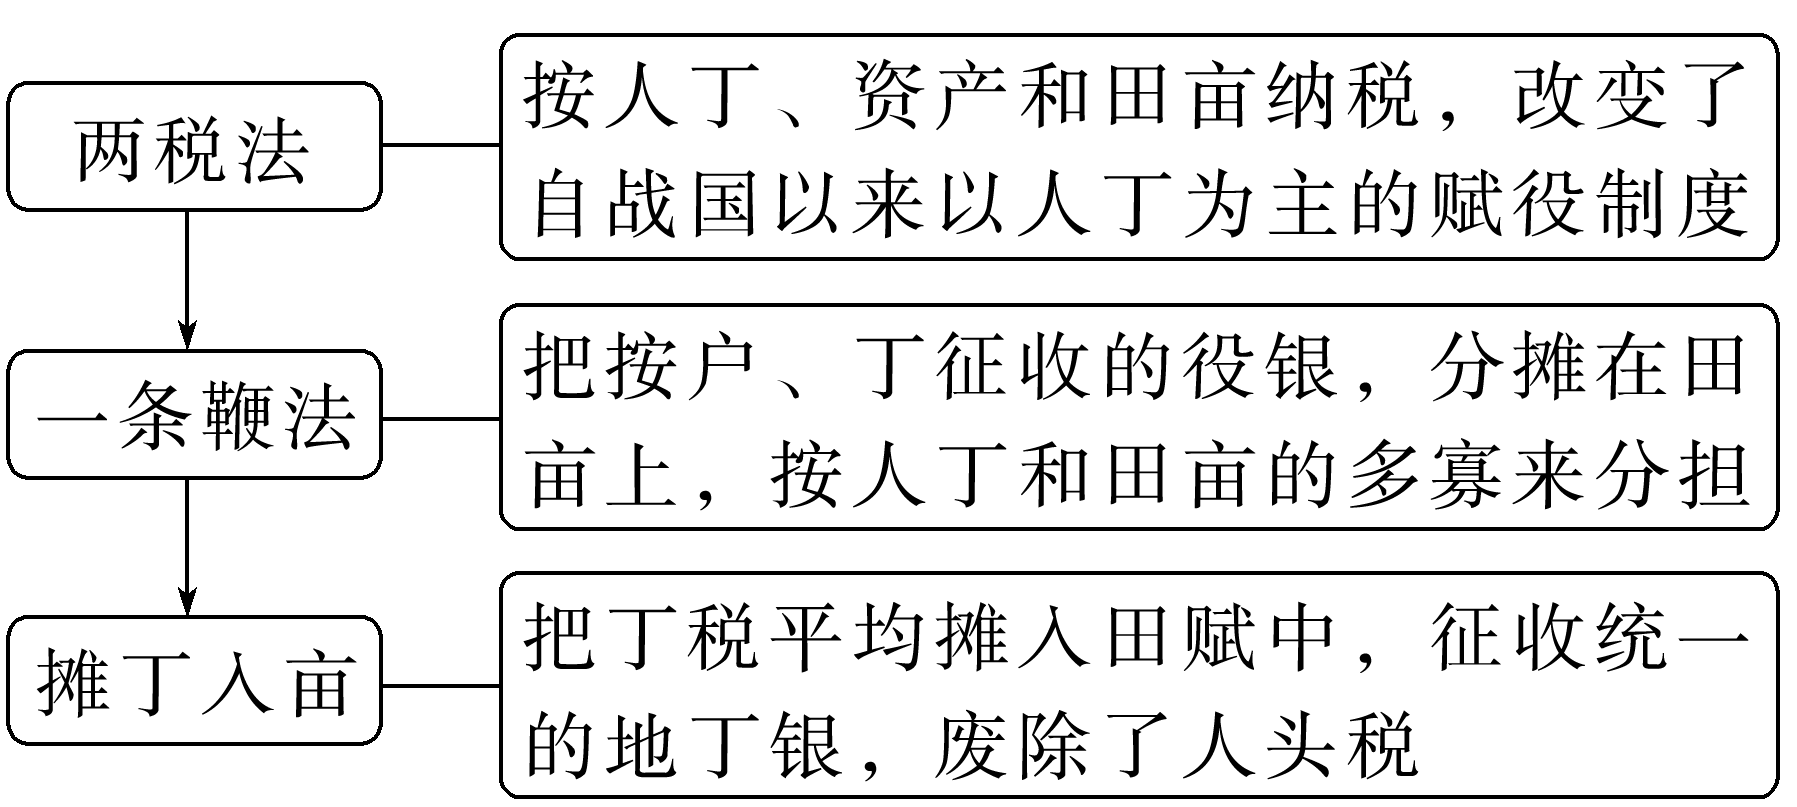 两税法
按人丁、资产和田亩纳税，改变了
自战国以来以人丁为主的赋役制度
一条鞭法
把按户、丁征收的役银，分摊在田
亩上，按人丁和田亩的多寡来分担
摊丁入亩
把丁税平均摊入田赋中，征收统一
的地丁银，废除了人头税